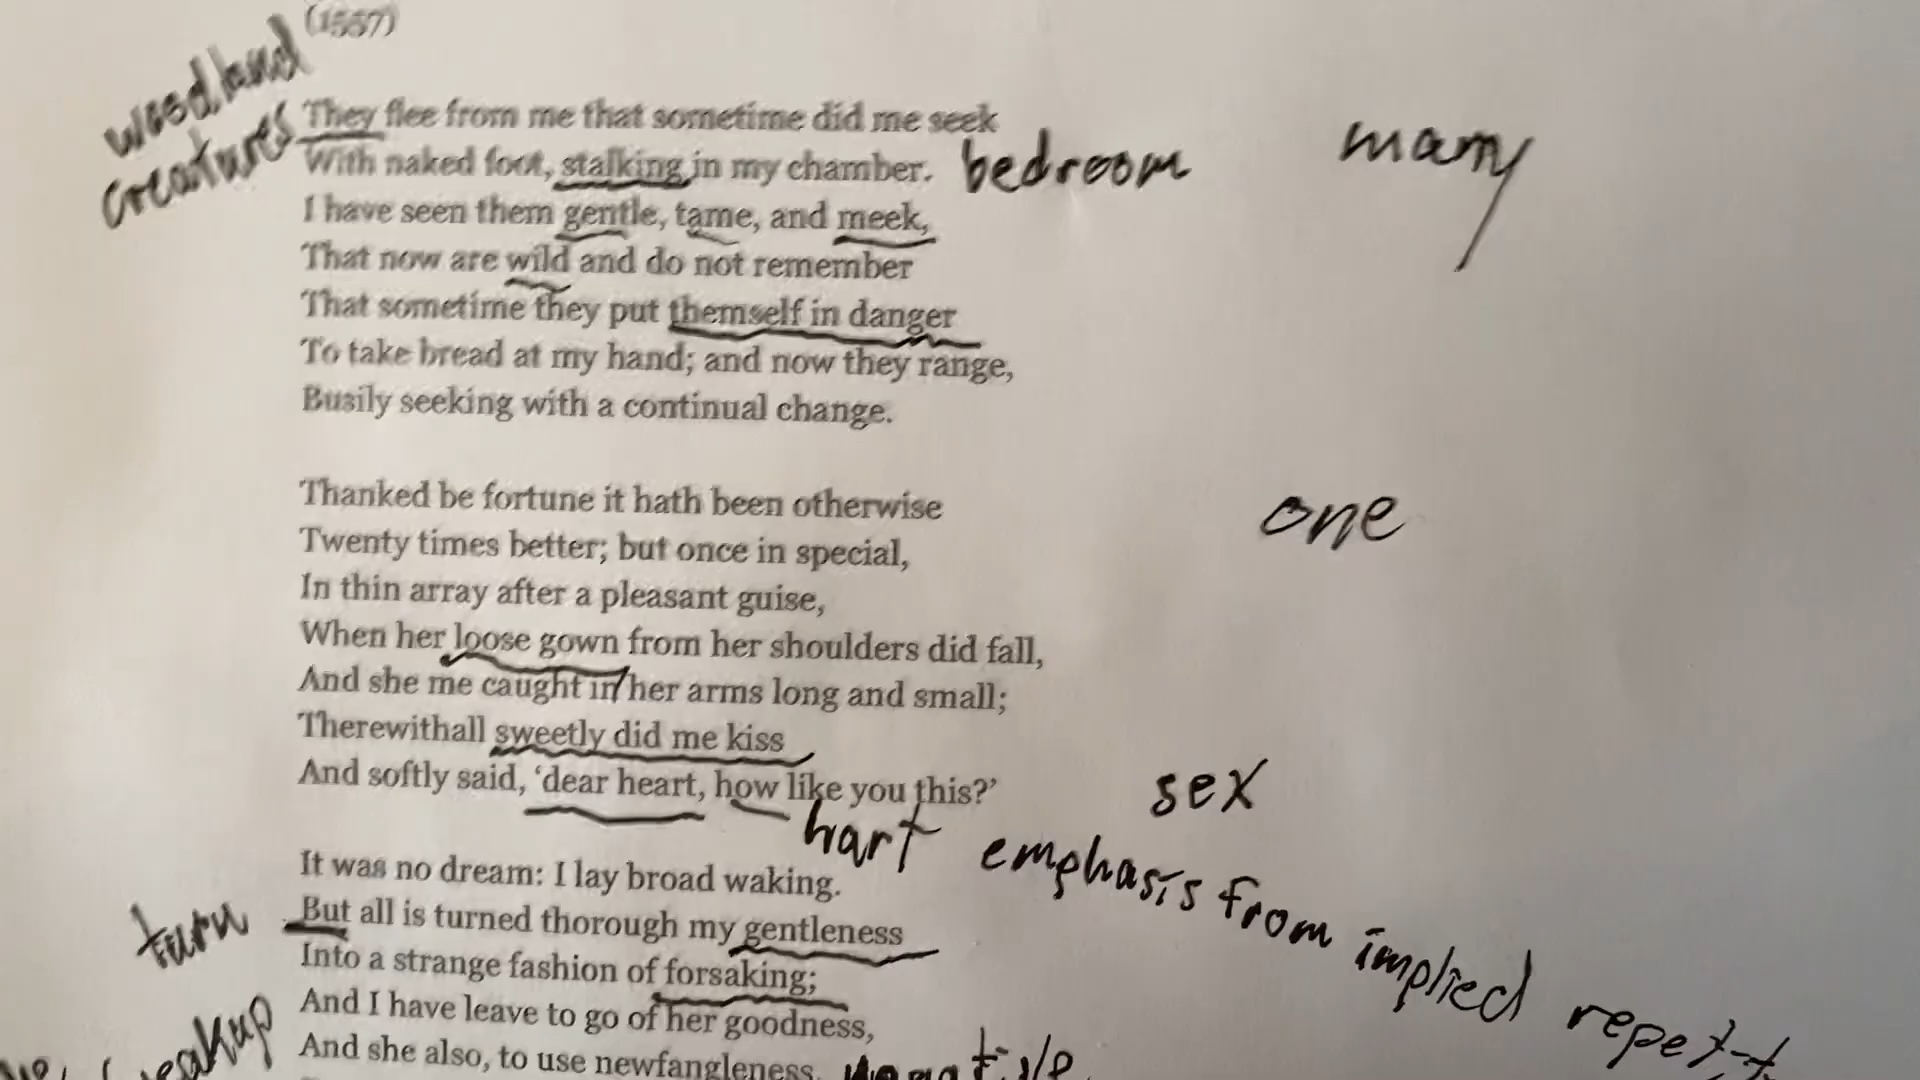 (1557)
woodland
creatures
They flee from me that sometime did me seek
With naked foot, stalking in my chamber.
bedroom
many
I have seen them gentle, tame, and meek,
That now are wild and do not remember
That sometime they put themself in danger
To take bread at my hand; and now they range,
Busily seeking with a continual change.
Thanked be fortune it hath been otherwise
one
Twenty times better; but once in special,
In thin array after a pleasant guise,
When her loose gown from her shoulders did fall,
And she me caught in her arms long and small;
Therewithall sweetly did me kiss
And softly said, ‘dear heart, how like you this?’
sex
hart
emphasis from implied
It was no dream: I lay broad waking.
turn
But all is turned thorough my gentleness
Into a strange fashion of forsaking;
And I have leave to go of her goodness,
And she also, to use newfangleness.